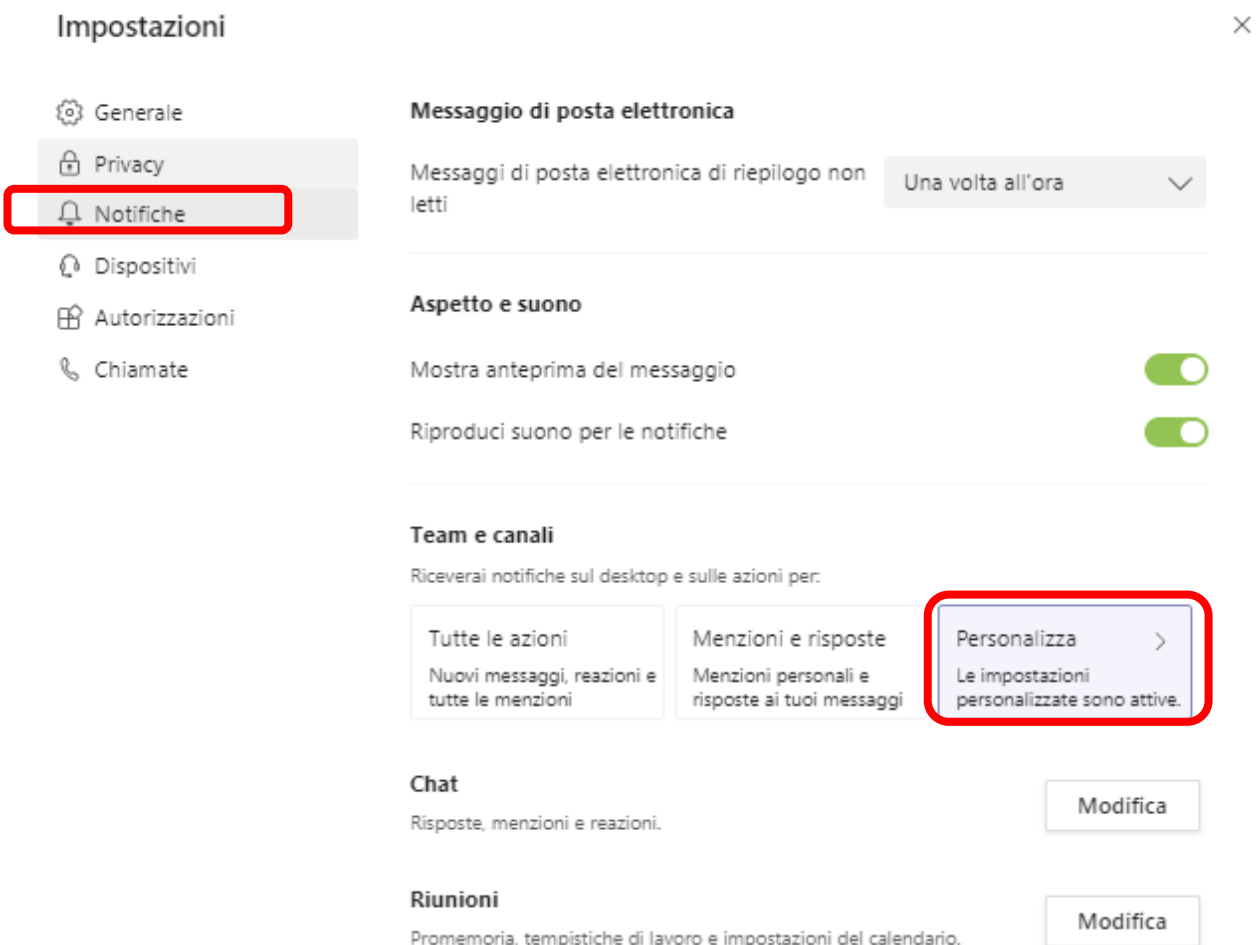 Impostazioni
Generale
Privacy
Notifiche
Dispositivi
Autorizzazioni
Chiamate
Messaggio di posta elettronica
Messaggi di posta elettronica di riepilogo non
letti
Una volta all'ora
Aspetto e suono
Mostra anteprima del messaggio
Riproduci suono per le notifiche
Team e canali
Riceverai notifiche sul desktop e sulle azioni per:
Tutte le azioni
Nuovi messaggi, reazioni e
tutte le menzioni
Menzioni e risposte
Menzioni personali e
risposte ai tuoi messaggi
Personalizza
Le impostazioni
personalizzate sono attive.
Chat
Risposte, menzioni e reazioni.
Modifica
Riunioni
Promemoria, tempistiche di lavoro e impostazioni del calendario.
Modifica